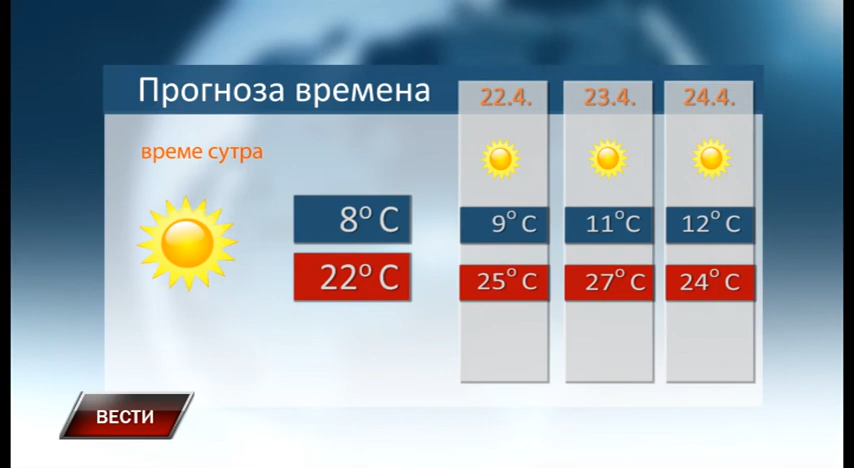 Прогноза времена
време сутра
8° C
22° C
22.4. 23.4. 24.4.
9° C 11°C 12° C
25° C 27° C 24° C
ВЕСТИ